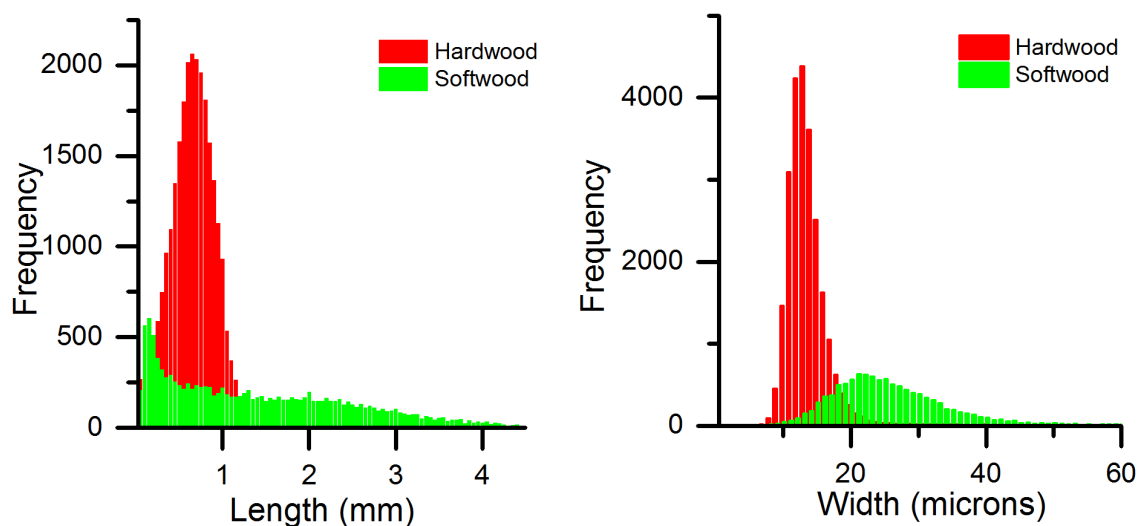 Hardwood
Softwood
2000
1500
1000
500
0
Frequency
1 2 3 4
Length (mm)
Hardwood
Softwood
4000
2000
0
Frequency
20 40 60
Width (microns)